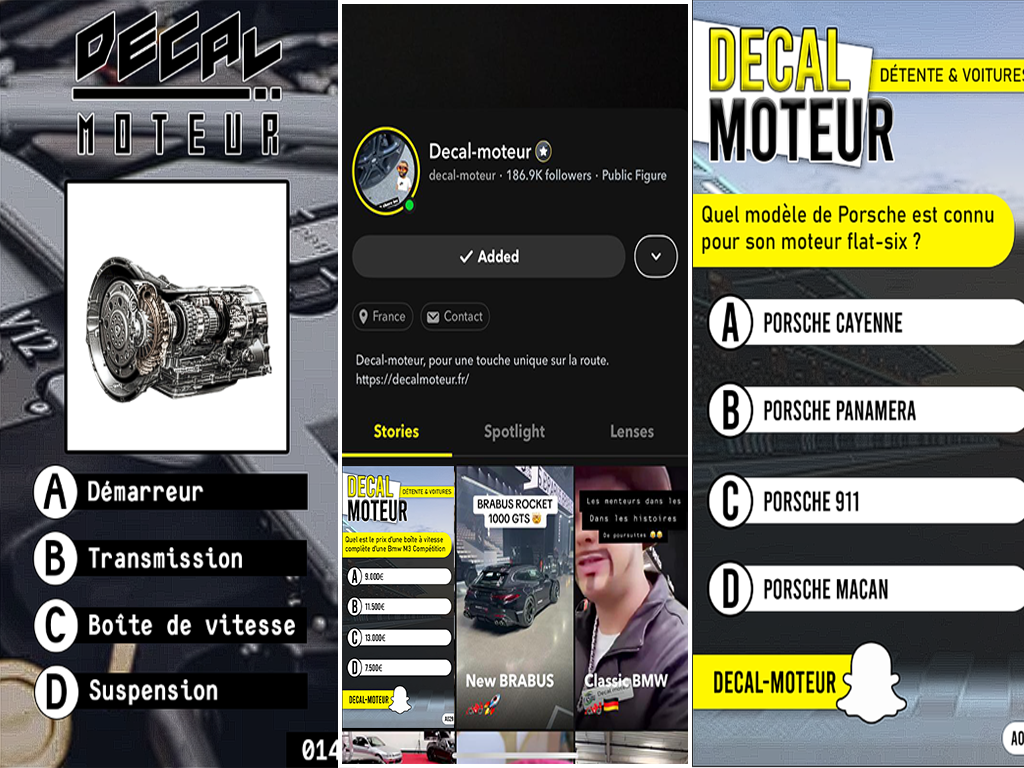 DECAL
MOTEUR
V12
A Démarreur
B Transmission
C Boîte de vitesse
D Suspension
014
Decal-moteur
decal-moteur · 186.9K followers · Public Figure
Added
France
Contact
Decal-moteur, pour une touche unique sur la route.
https://decalmoteur.fr/
Stories
Spotlight
Lenses
DECAL
MOTEUR
DÉTENTE & VOITURES
Quel est le prix d'une boîte à vitesse
complète d'une Bmw M3 Compétition
A 9.000€
B 11.500€
C 13.000€
D 7.500€
DECAL-MOTEUR
BRABUS ROCKET
1000 GTS
New BRABUS
Les menteurs dans les
Dans les histoires
De poursuites
Classic BMW
DECAL
MOTEUR
DÉTENTE & VOITURES
Quel modèle de Porsche est connu
pour son moteur flat-six ?
A PORSCHE CAYENNE
B PORSCHE PANAMERA
C PORSCHE 911
D PORSCHE MACAN
DECAL-MOTEUR